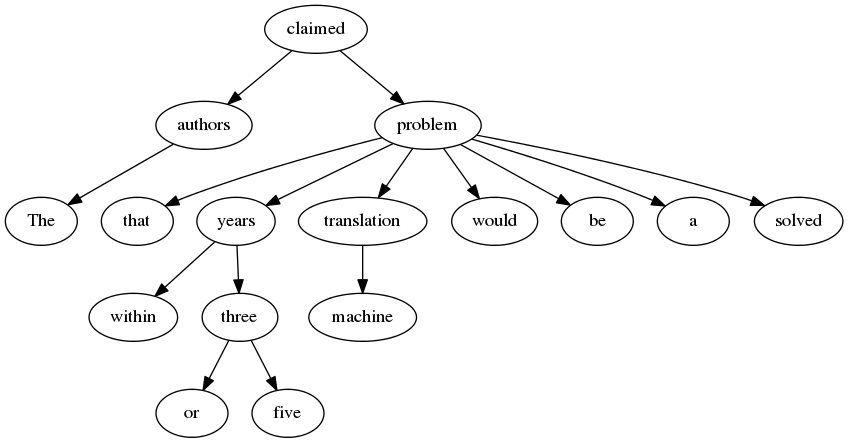 claimed
authors problem
The that years translation would be a solved
within three machine
or five